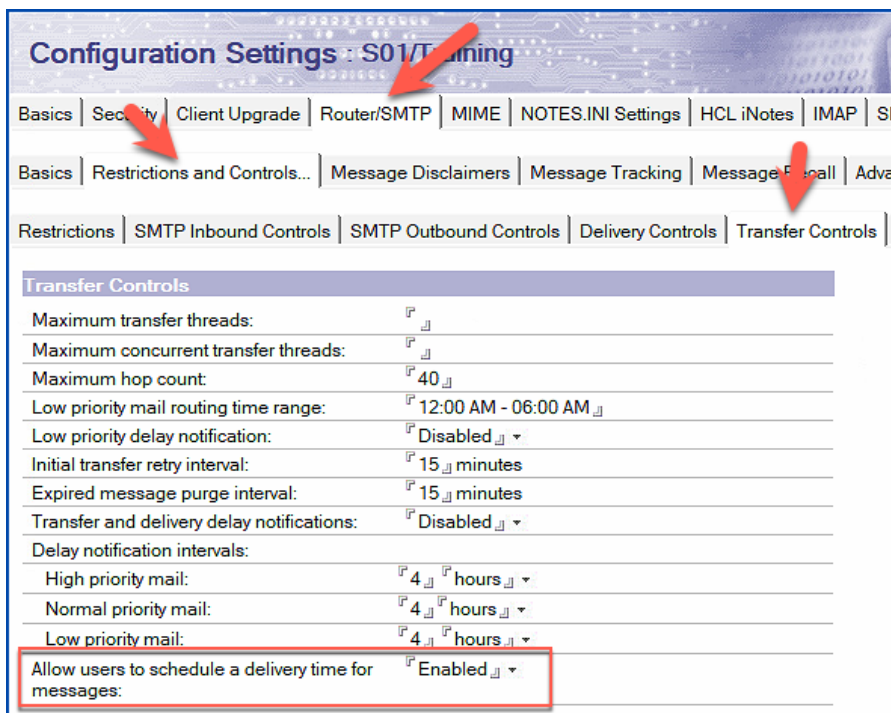 Configuration Settings : S01/Training
Basics Security Client Upgrade Router/SMTP MIME NOTES.INI Settings HCL iNotes IMAP
Basics Restrictions and Controls... Message Disclaimers Message Tracking Message Recall
Restrictions SMTP Inbound Controls SMTP Outbound Controls Delivery Controls Transfer Controls
Transfer Controls
Maximum transfer threads:
Maximum concurrent transfer threads:
Maximum hop count: 40
Low priority mail routing time range: 12:00 AM - 06:00 AM
Low priority delay notification: Disabled
Initial transfer retry interval: 15 minutes
Expired message purge interval: 15 minutes
Transfer and delivery delay notifications: Disabled
Delay notification intervals:
High priority mail: 4 hours
Normal priority mail: 4 hours
Low priority mail: 4 hours
Allow users to schedule a delivery time for Enabled
messages: